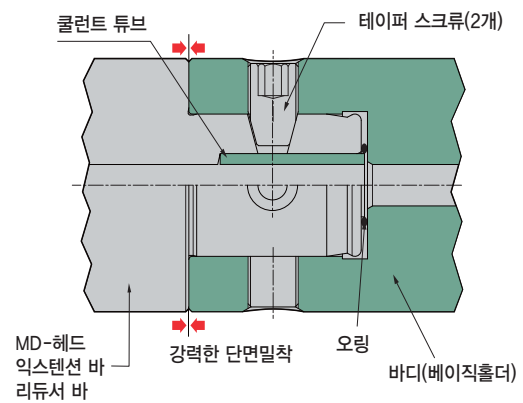 쿨런트 튜브
테이퍼 스크류(2개)
MD-헤드
익스텐션 바
리듀서 바
강력한 단면밀착
오링
바디(베이직홀더)